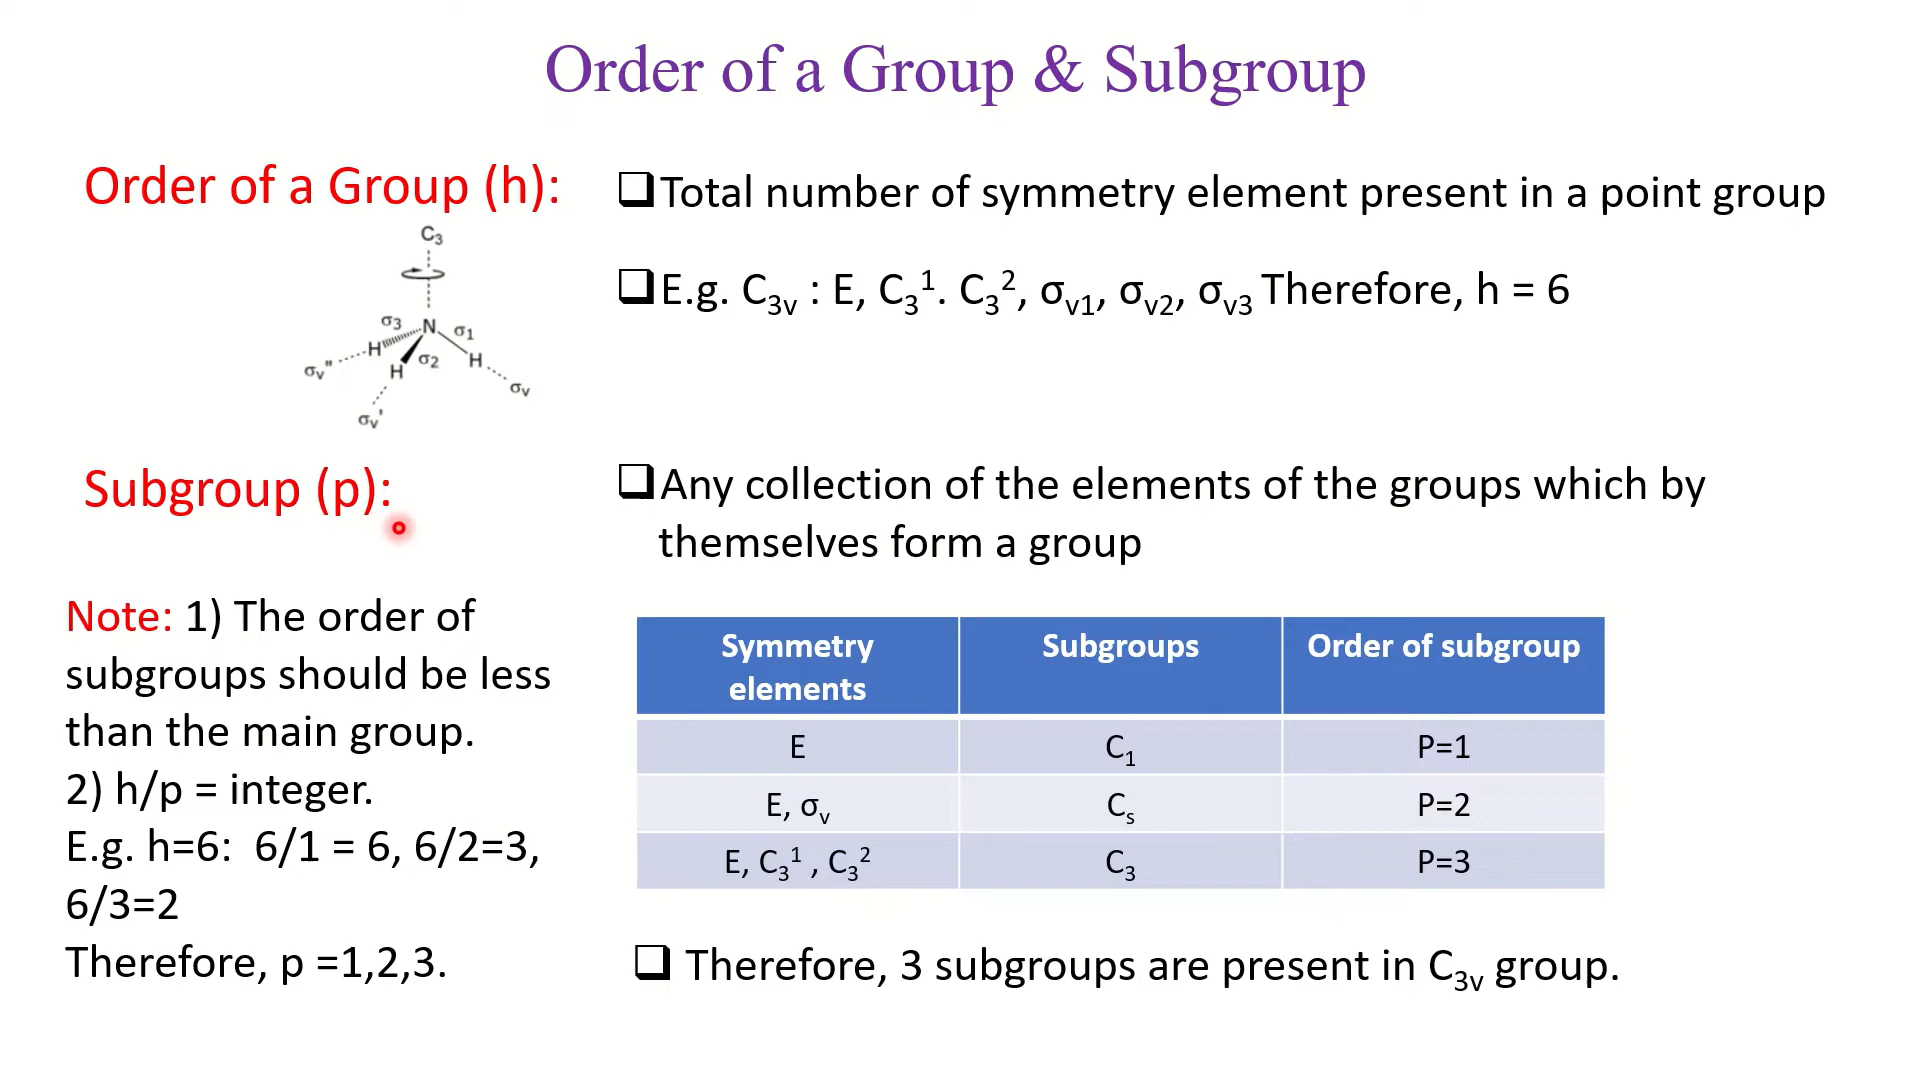 Order of a Group & Subgroup
Order of a Group (h):
❑Total number of symmetry element present in a point group
❑E.g. C₃ᵥ : E, C₃¹. C₃², σᵥ₁, σᵥ₂, σᵥ₃ Therefore, h = 6
C₃
σ₃ N σ₁
H σ₂ H
H
σᵥ"
σᵥ
σᵥ'
Subgroup (p):
❑Any collection of the elements of the groups which by
themselves form a group
Note: 1) The order of
subgroups should be less
than the main group.
2) h/p = integer.
E.g. h=6: 6/1 = 6, 6/2=3,
6/3=2
Therefore, p =1,2,3.
Symmetry elements Subgroups Order of subgroup
E C₁ P=1
E, σᵥ Cₛ P=2
E, C₃¹ , C₃² C₃ P=3
❑ Therefore, 3 subgroups are present in C₃ᵥ group.